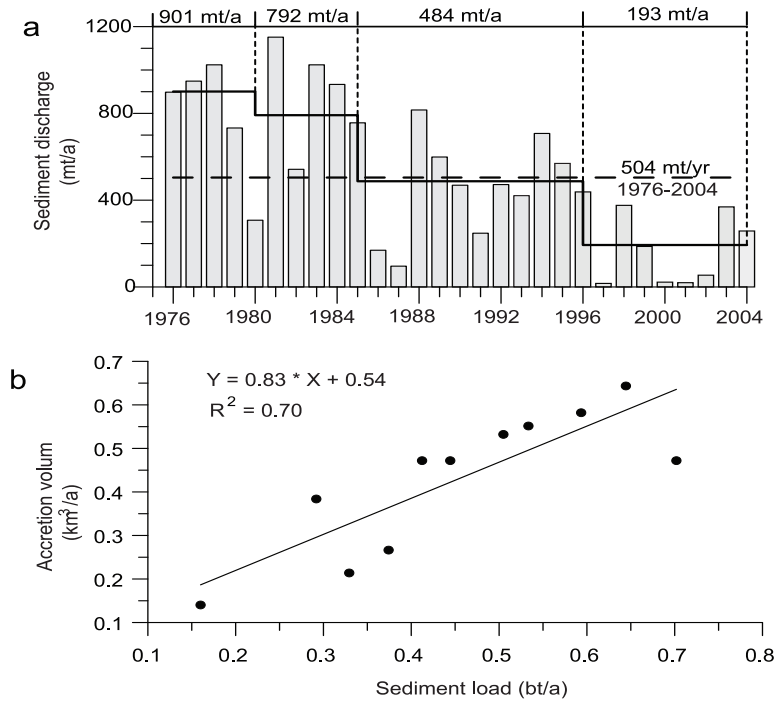 a
901 mt/a 792 mt/a 484 mt/a 193 mt/a
1200
800
400
0
Sediment discharge
(mt/a)
504 mt/yr
1976-2004
1976 1980 1984 1988 1992 1996 2000 2004
b
Y = 0.83 * X + 0.54
R² = 0.70
0.7
0.6
0.5
0.4
0.3
0.2
0.1
Accretion volum
(km³/a)
0.1 0.2 0.3 0.4 0.5 0.6 0.7 0.8
Sediment load (bt/a)